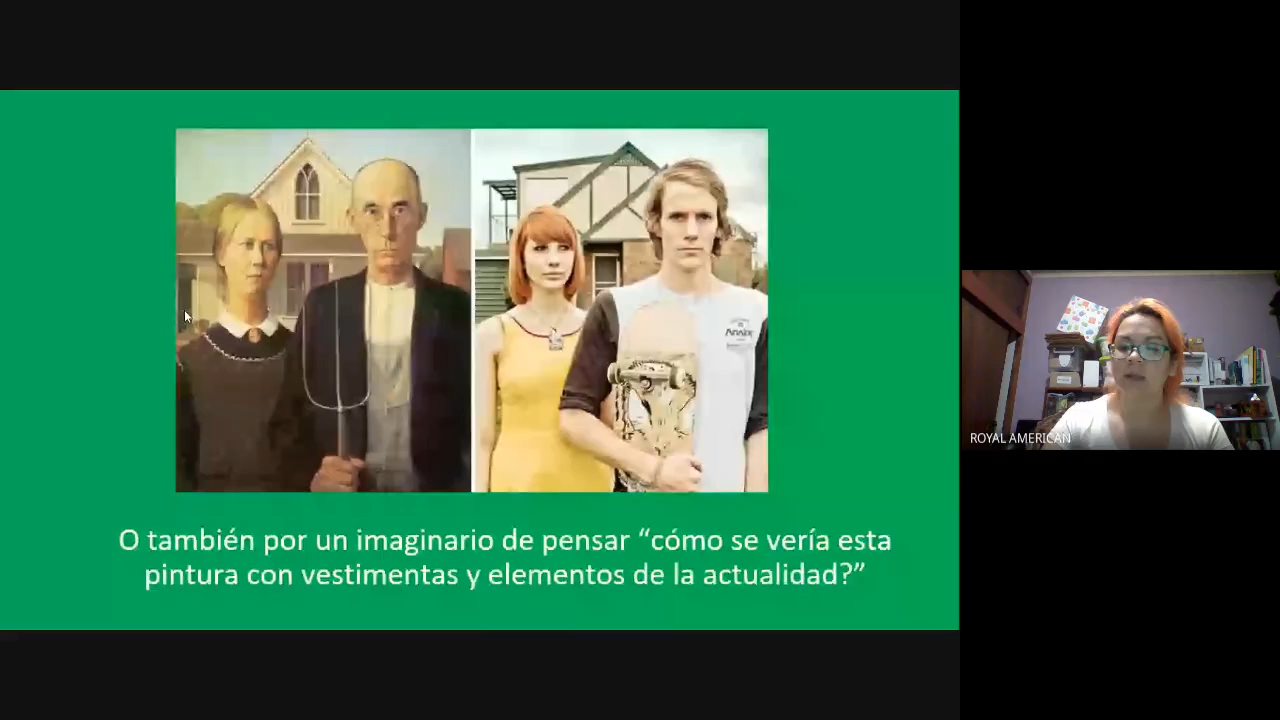 O también por un imaginario de pensar “cómo se vería esta
pintura con vestimentas y elementos de la actualidad?”
ROYAL AMERICAN